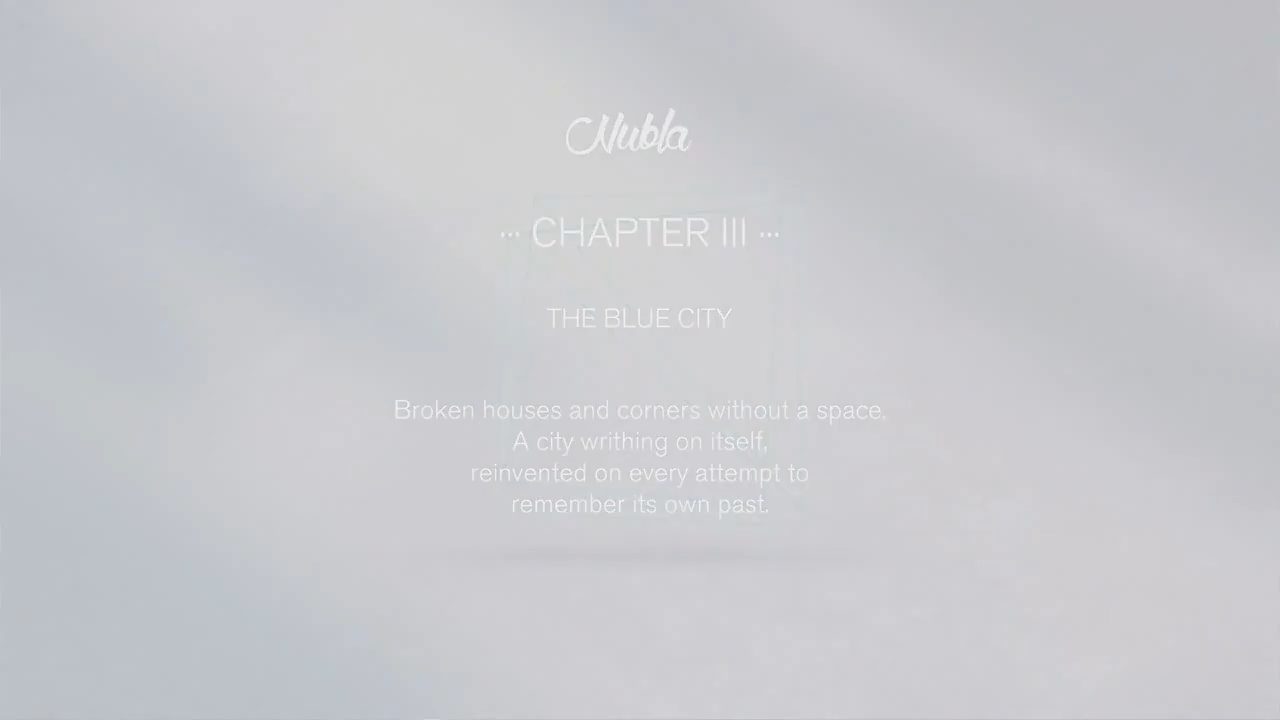 Nubla
··· CHAPTER III ···
THE BLUE CITY
Broken houses and corners without a space.
A city writhing on itself,
reinvented on every attempt to
remember its own past.